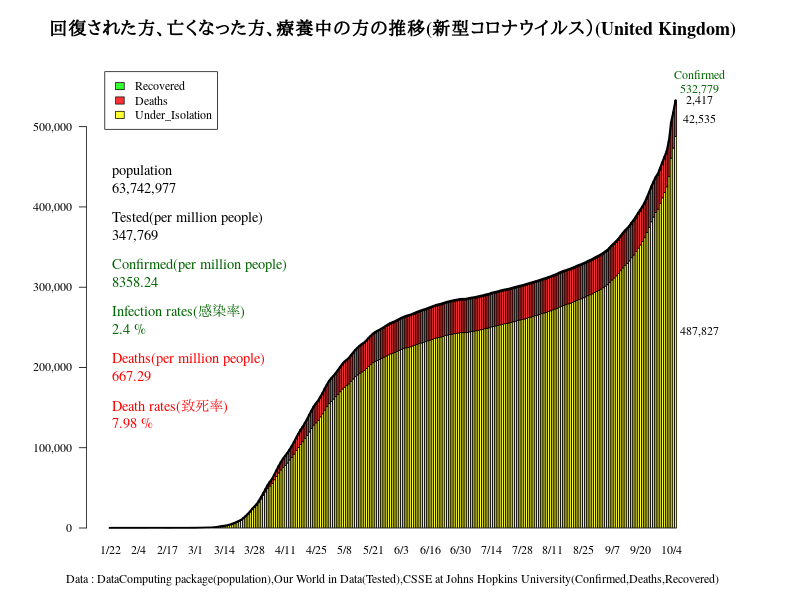 回復された方、亡くなった方、療養中の方の推移(新型コロナウイルス)(United Kingdom)
Confirmed
532,779
2,417
42,535
487,827
Recovered
Deaths
Under_Isolation
population
63,742,977
Tested(per million people)
347,769
Confirmed(per million people)
8358.24
Infection rates(感染率)
2.4 %
Deaths(per million people)
667.29
Death rates(致死率)
7.98 %
500,000
400,000
300,000
200,000
100,000
0
1/22 2/4 2/17 3/1 3/14 3/28 4/11 4/25 5/8 5/21 6/3 6/16 6/30 7/14 7/28 8/11 8/25 9/7 9/20 10/4
Data : DataComputing package(population),Our World in Data(Tested),CSSE at Johns Hopkins University(Confirmed,Deaths,Recovered)